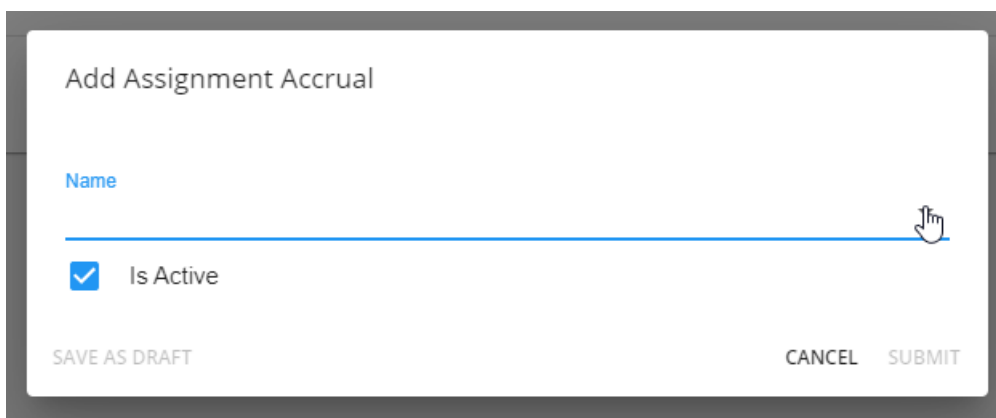 Add Assignment Accrual
Name
Is Active
SAVE AS DRAFT CANCEL SUBMIT